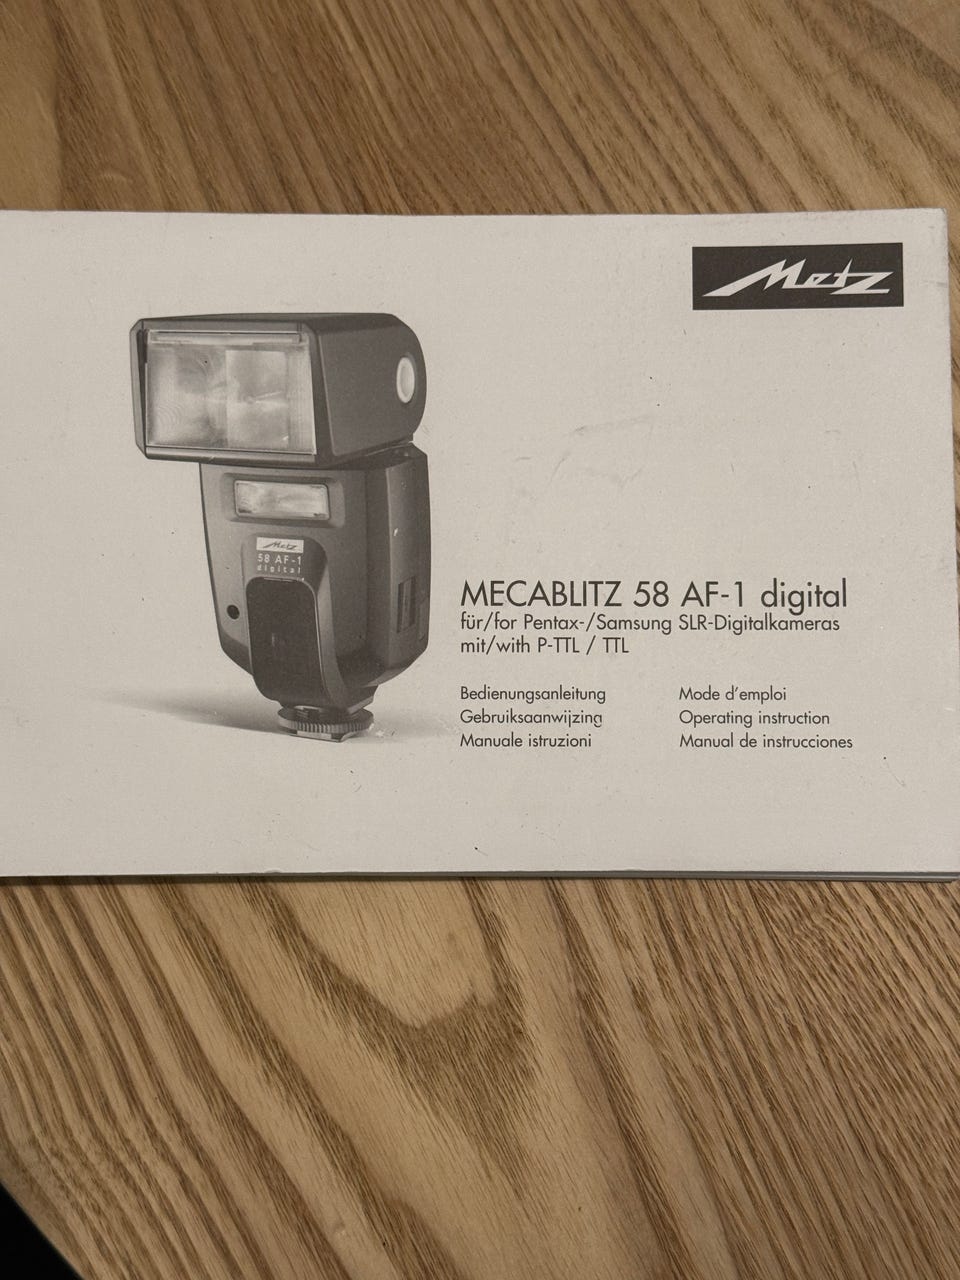 Metz
Metz
58 AF-1
digital
MECABLITZ 58 AF-1 digital
für/for Pentax-/Samsung SLR-Digitalkameras
mit/with P-TTL / TTL
Bedienungsanleitung
Gebruiksaanwijzing
Manuale istruzioni
Mode d'emploi
Operating instruction
Manual de instrucciones